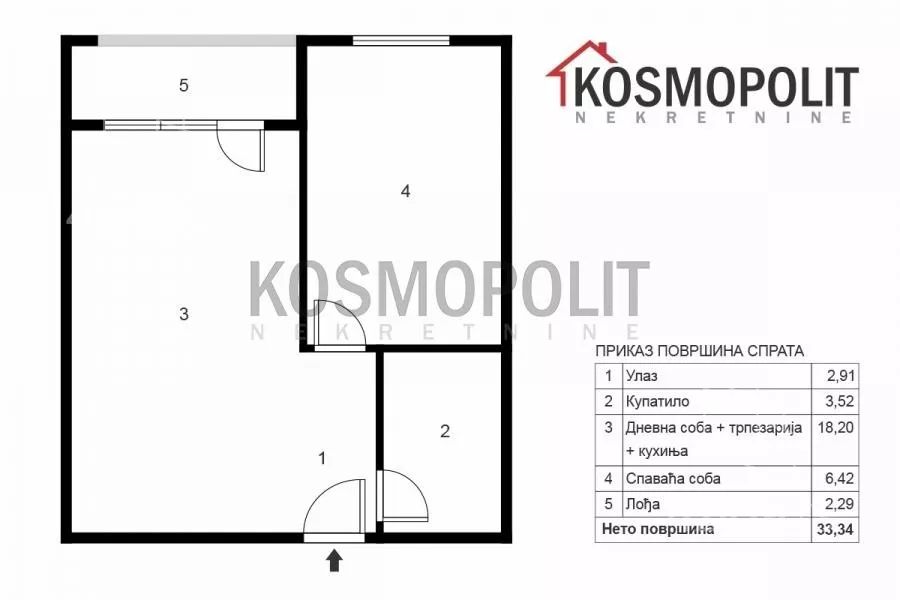 KOSMOPOLIT
NEKRETNINE
5
4
KOSMOPOLIT
NEKRETNINE
3
2
1
ПРИКАЗ ПОВРШИНА СПРАТА
1 Улаз 2,91
2 Купатило 3,52
3 Дневна соба + трпезарија 18,20
+ кухиња
4 Спаваћа соба 6,42
5 Лођа 2,29
Нето површина 33,34